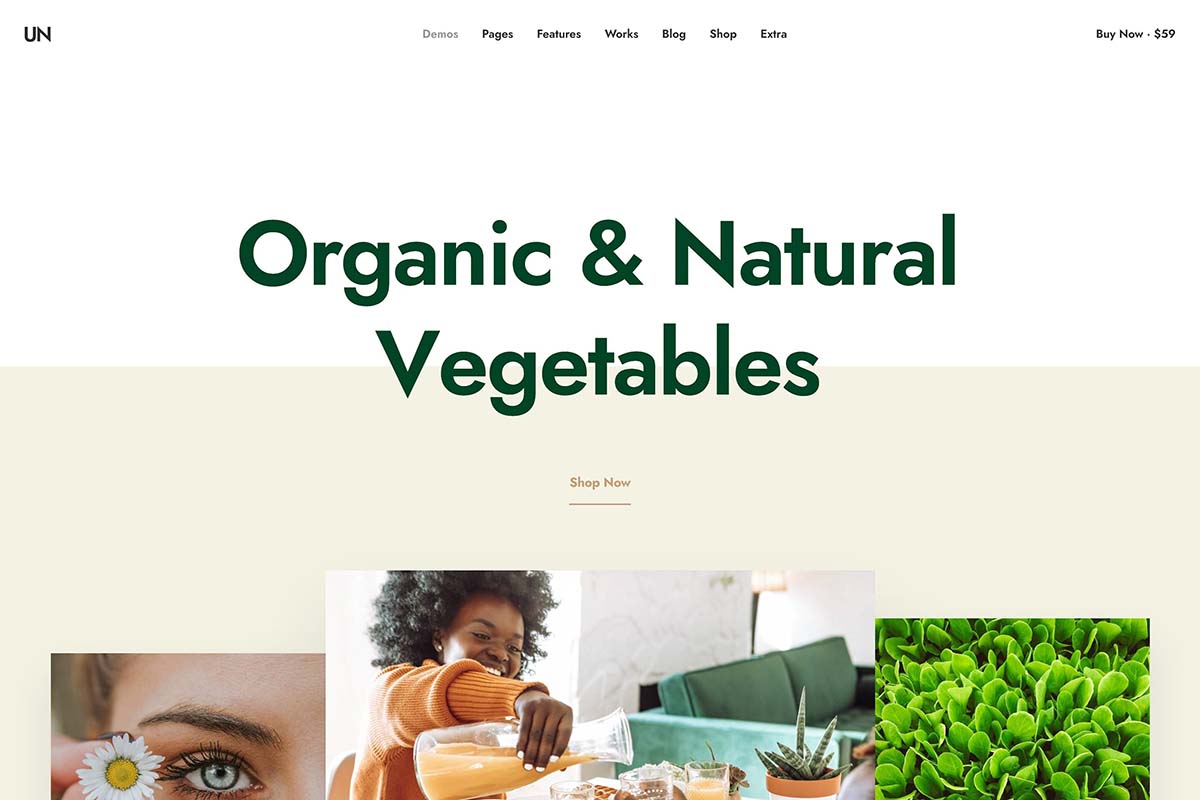 UN
Demos Pages Features Works Blog Shop Extra
Buy Now · $59
Organic & Natural
Vegetables
Shop Now